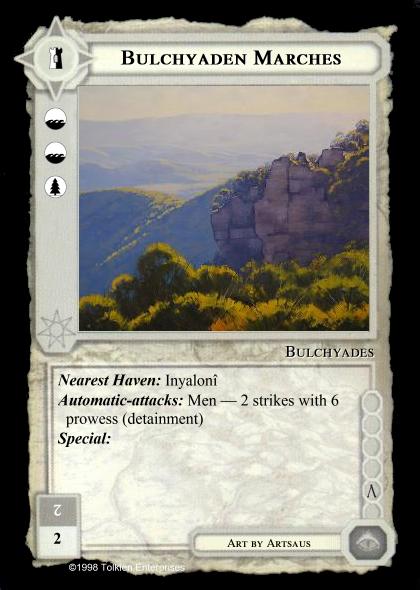 Bulchyaden Marches
Bulchyades
Nearest Haven: Inyalonî
Automatic-attacks: Men — 2 strikes with 6
prowess (detainment)
Special:
2
2
Art by Artsaus
©1998 Tolkien Enterprises